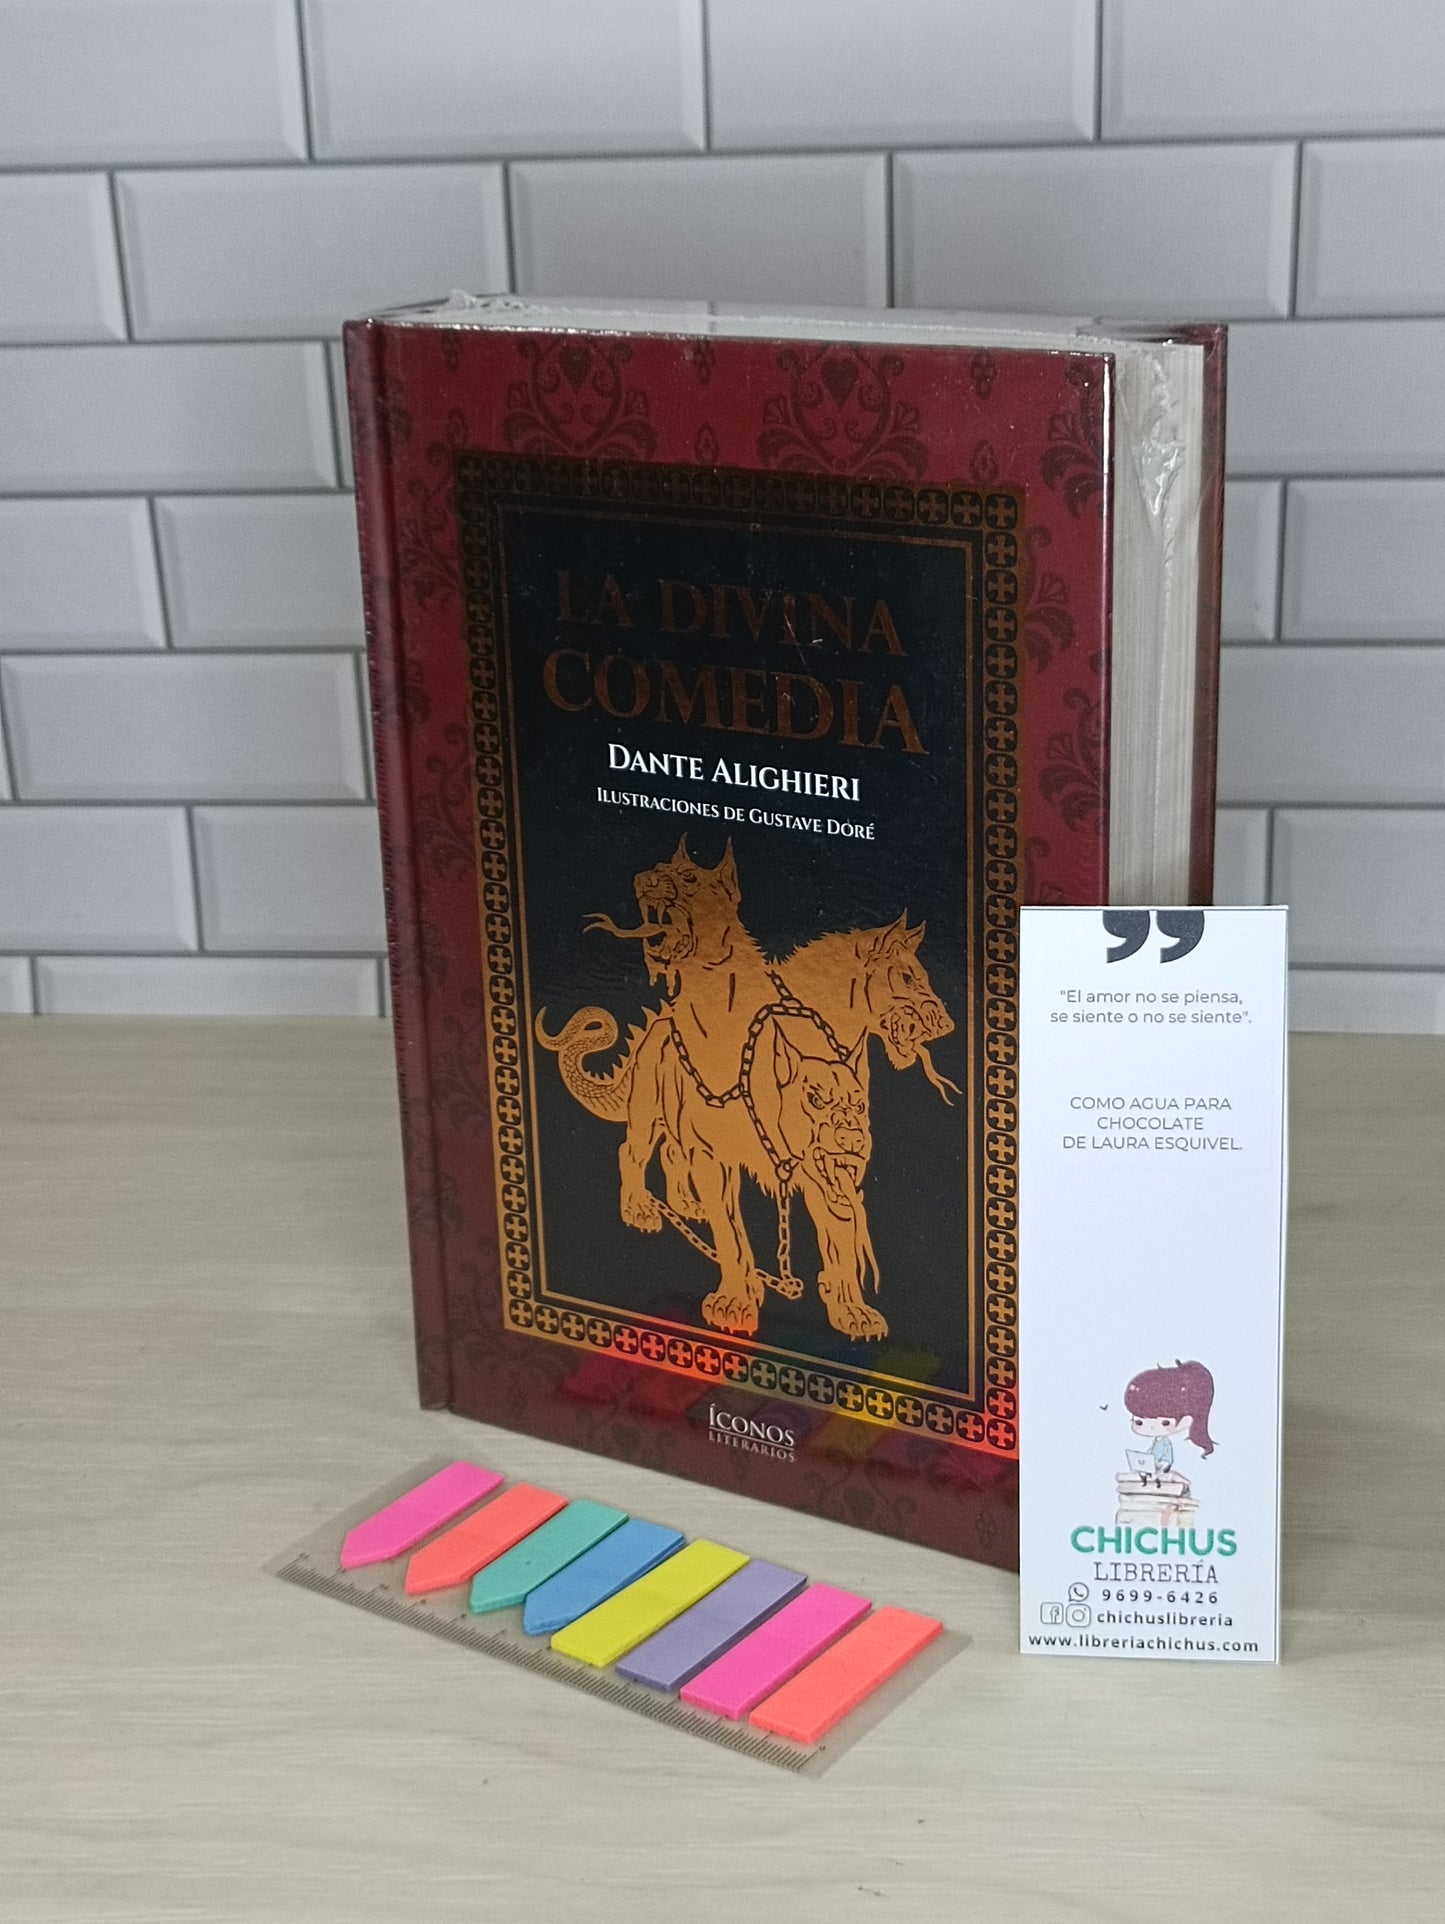 LA DIVINA
COMEDIA
DANTE ALIGHIERI
ILUSTRACIONES DE GUSTAVE DORÉ
ÍCONOS
LITERARIOS
"El amor no se piensa,
se siente o no se siente".
COMO AGUA PARA
CHOCOLATE
DE LAURA ESQUIVEL.
CHICHUS
LIBRERÍA
9699-6426
chichuslibreria
www.libreriachichus.com